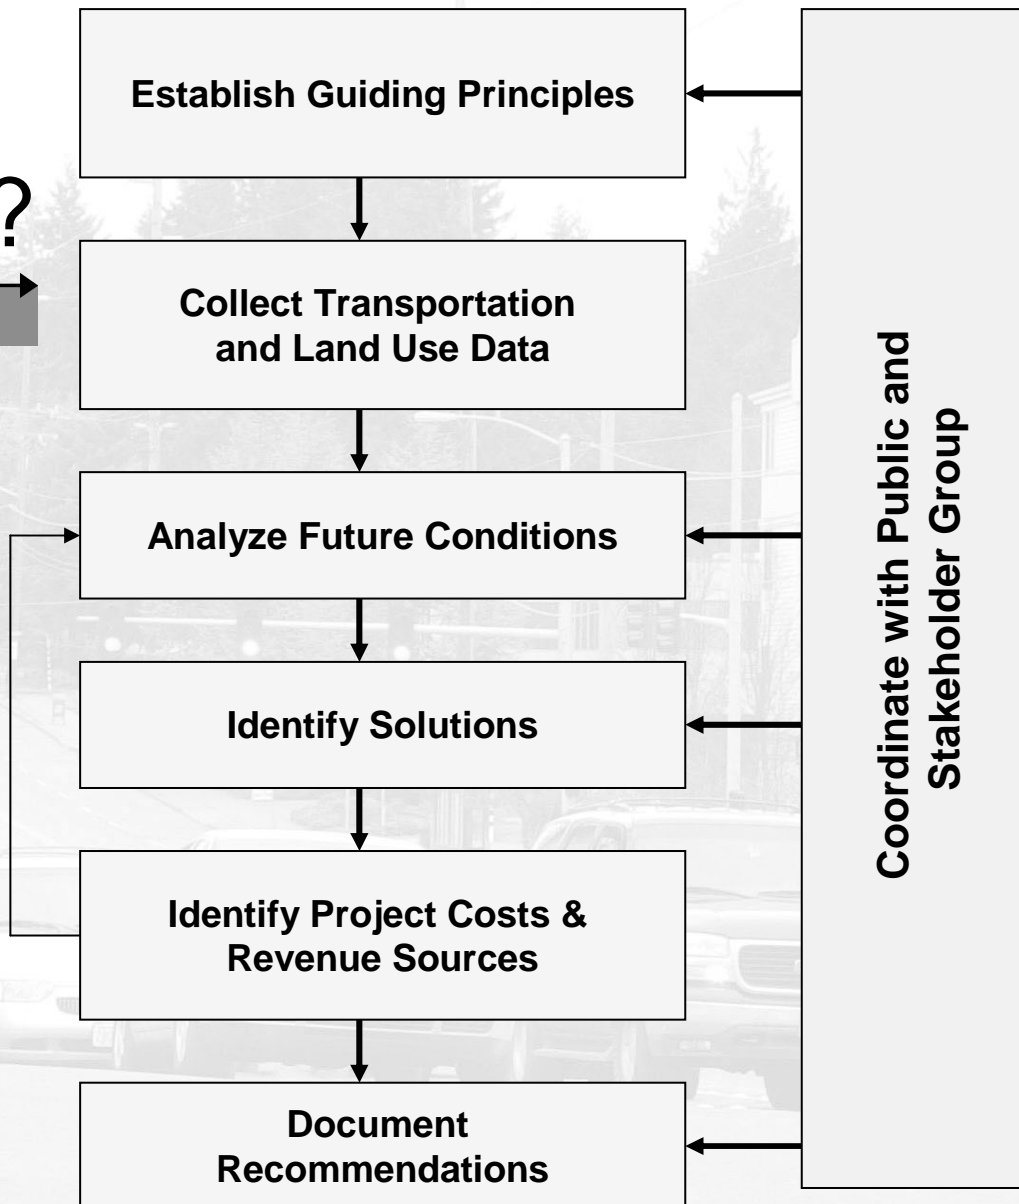 ?
Establish Guiding Principles
Collect Transportation
and Land Use Data
Analyze Future Conditions
Identify Solutions
Identify Project Costs &
Revenue Sources
Document
Recommendations
Coordinate with Public and
Stakeholder Group